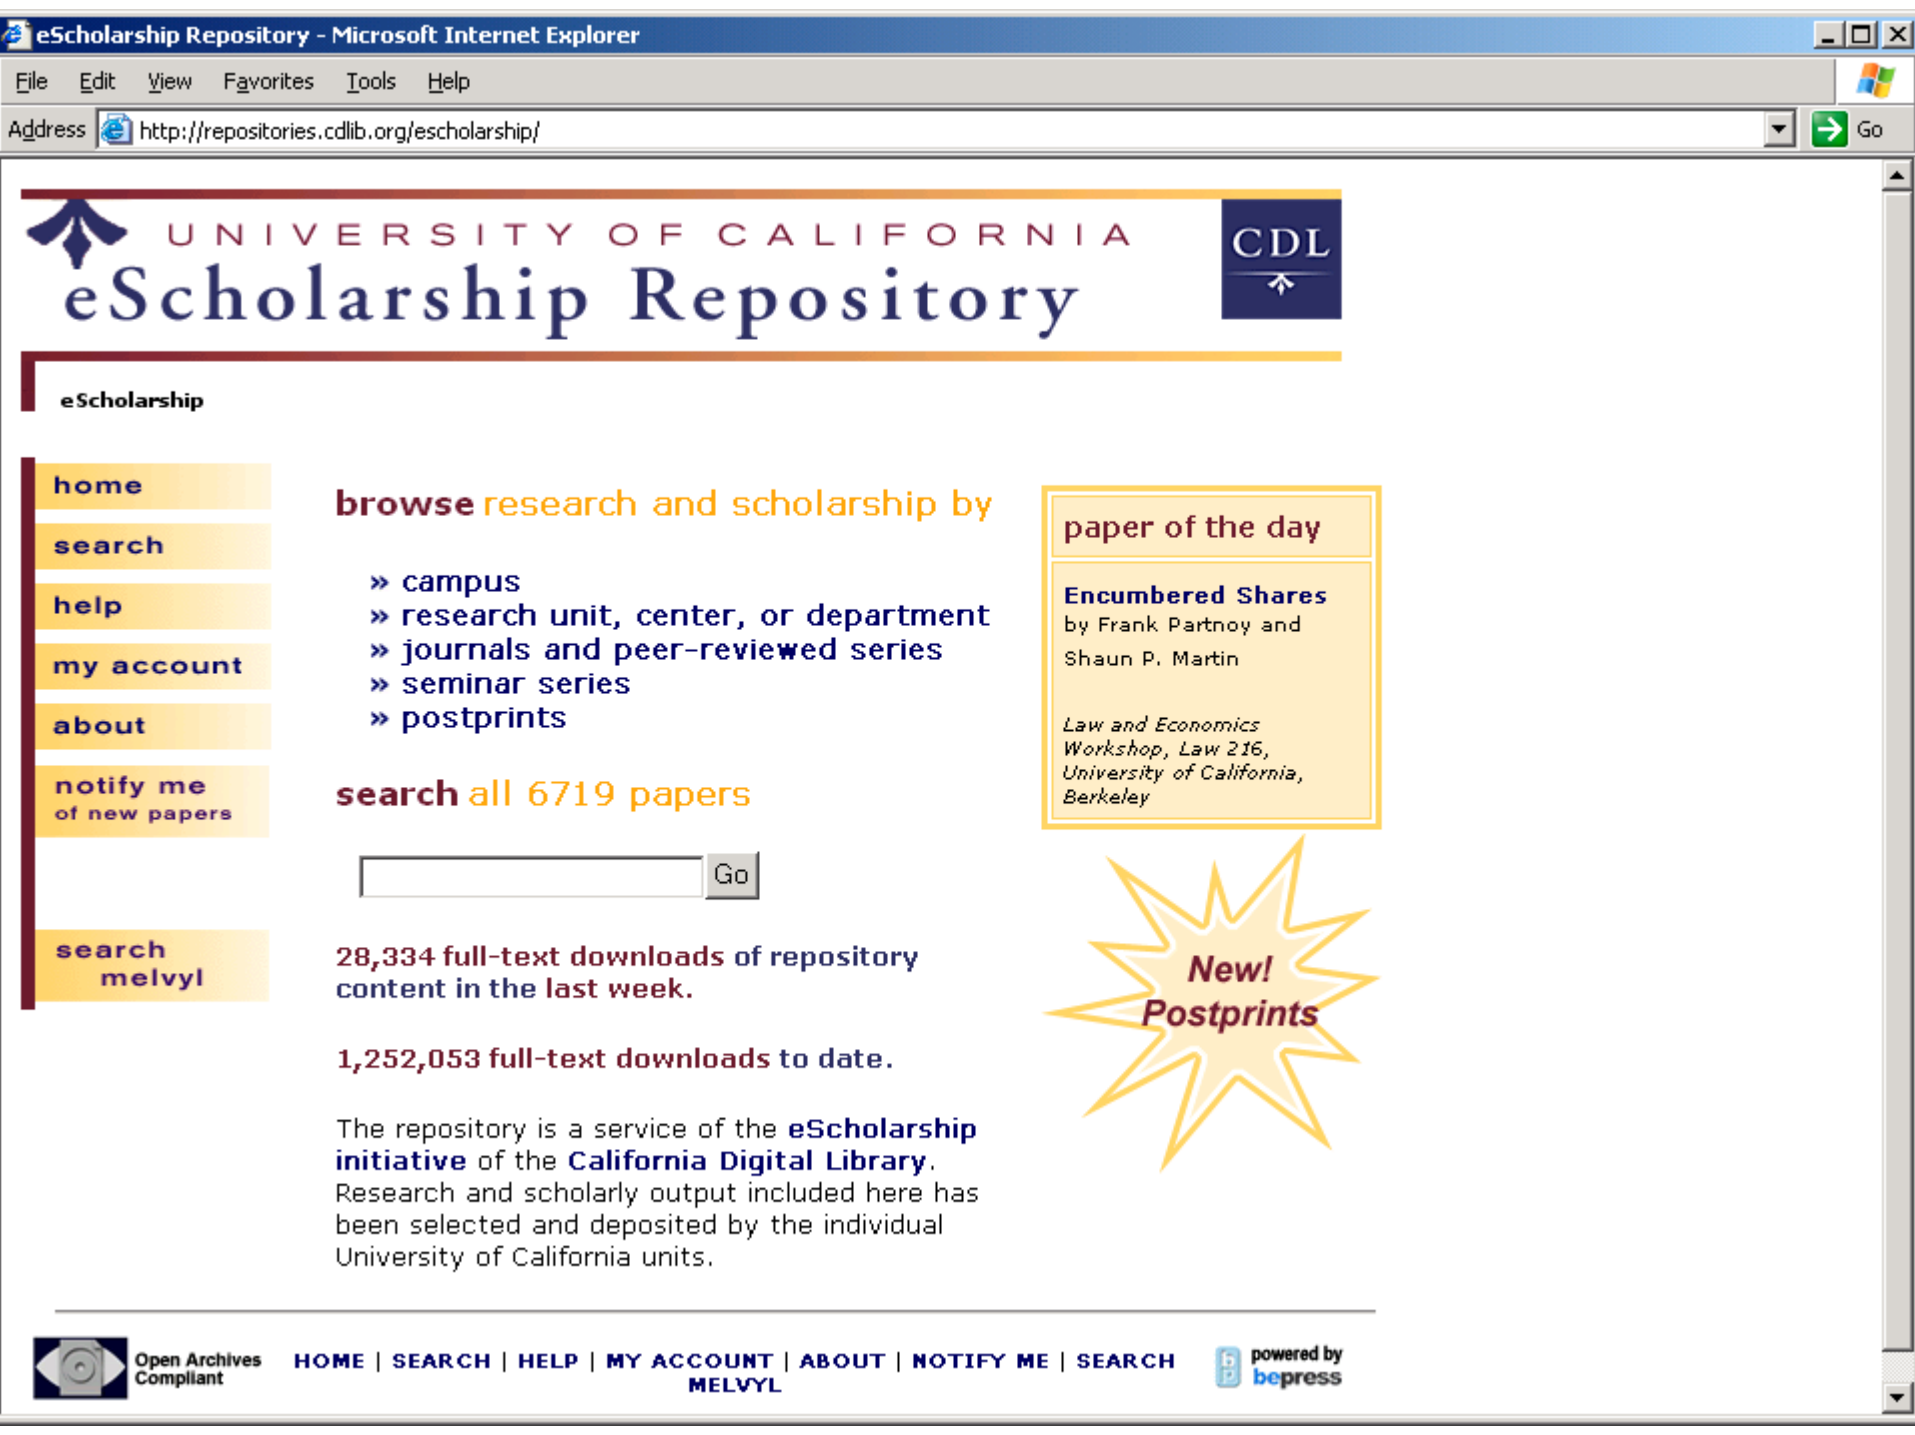 eScholarship Repository - Microsoft Internet Explorer
File Edit View Favorites Tools Help
Address http://repositories.cdlib.org/escholarship/ Go
UNIVERSITY OF CALIFORNIA
eScholarship Repository
CDL
eScholarship
home
search
help
my account
about
notify me
of new papers
search
melvyl
browse research and scholarship by
» campus
» research unit, center, or department
» journals and peer-reviewed series
» seminar series
» postprints
search all 6719 papers
Go
28,334 full-text downloads of repository
content in the last week.
1,252,053 full-text downloads to date.
The repository is a service of the eScholarship
initiative of the California Digital Library.
Research and scholarly output included here has
been selected and deposited by the individual
University of California units.
paper of the day
Encumbered Shares
by Frank Partnoy and
Shaun P. Martin
Law and Economics
Workshop, Law 216,
University of California,
Berkeley
New!
Postprints
Open Archives
Compliant
HOME | SEARCH | HELP | MY ACCOUNT | ABOUT | NOTIFY ME | SEARCH
MELVYL
powered by
bepress